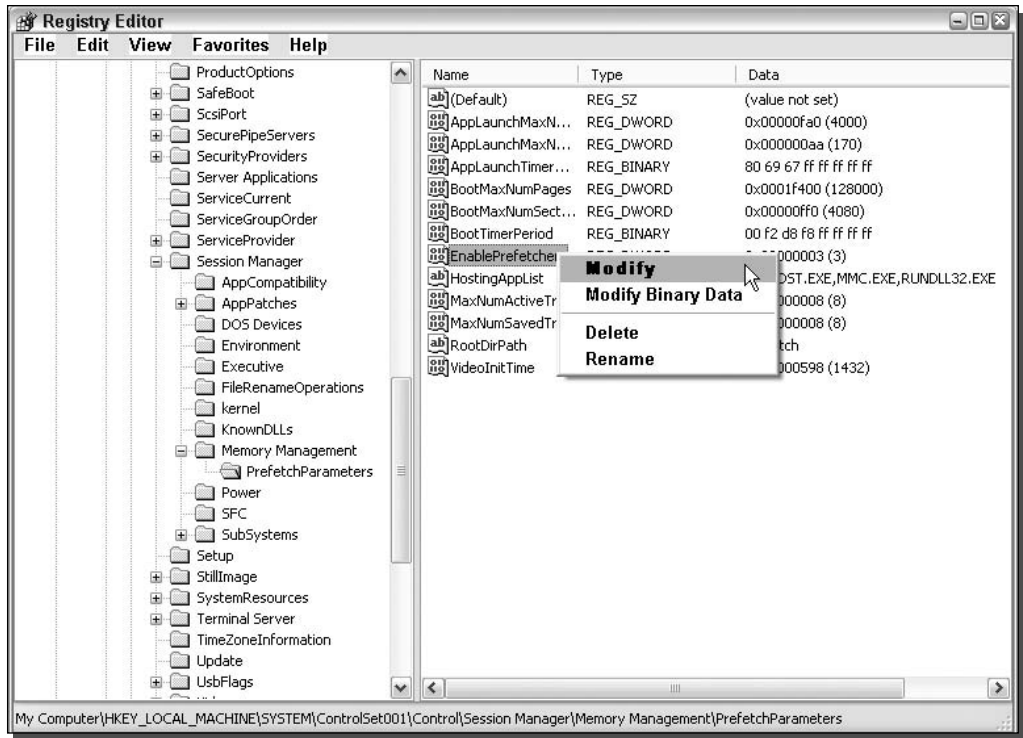 Registry Editor
File Edit View Favorites Help
ProductOptions
SafeBoot
ScsiPort
SecurePipeServers
SecurityProviders
Server Applications
ServiceCurrent
ServiceGroupOrder
ServiceProvider
Session Manager
AppCompatibility
AppPatches
DOS Devices
Environment
Executive
FileRenameOperations
kernel
KnownDLLs
Memory Management
PrefetchParameters
Power
SFC
SubSystems
Setup
StillImage
SystemResources
Terminal Server
TimeZoneInformation
Update
UsbFlags
Name Type Data
(Default) REG_SZ (value not set)
AppLaunchMaxN... REG_DWORD 0x00000fa0 (4000)
AppLaunchMaxN... REG_DWORD 0x000000aa (170)
AppLaunchTimer... REG_BINARY 80 69 67 ff ff ff ff ff
BootMaxNumPages REG_DWORD 0x0001f400 (128000)
BootMaxNumSect... REG_DWORD 0x00000ff0 (4080)
BootTimerPeriod REG_BINARY 00 f2 d8 f8 ff ff ff ff
EnablePrefetcher 000003 (3)
HostingAppList OST.EXE,MMC.EXE,RUNDLL32.EXE
MaxNumActiveTr 000008 (8)
MaxNumSavedTr 000008 (8)
RootDirPath tch
VideoInitTime 000598 (1432)
Modify
Modify Binary Data
Delete
Rename
My Computer\HKEY_LOCAL_MACHINE\SYSTEM\ControlSet001\Control\Session Manager\Memory Management\PrefetchParameters